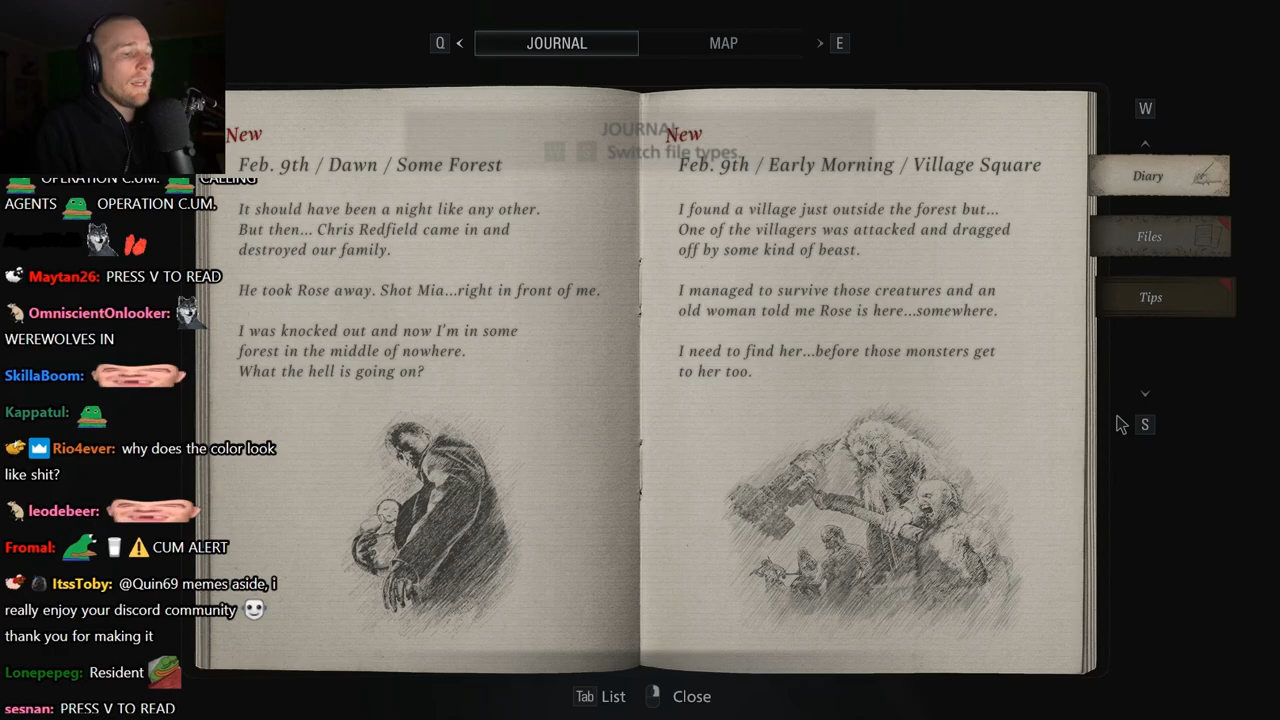 Q < JOURNAL MAP > E
W
JOURNAL
Switch file types
New
Feb. 9th / Dawn / Some Forest
It should have been a night like any other.
But then... Chris Redfield came in and
destroyed our family.
He took Rose away. Shot Mia...right in front of me.
I was knocked out and now I'm in some
forest in the middle of nowhere.
What the hell is going on?
New
Feb. 9th / Early Morning / Village Square
I found a village just outside the forest but...
One of the villagers was attacked and dragged
off by some kind of beast.
I managed to survive those creatures and an
old woman told me Rose is here...somewhere.
I need to find her...before those monsters get
to her too.
Diary
Files
Tips
S
Tab List Close
OPERATION C.UM. CALLING
AGENTS OPERATION C.UM.
Maytan26: PRESS V TO READ
OmniscientOnlooker:
WEREWOLVES IN
SkillaBoom:
Kappatul:
Rio4ever: why does the color look
like shit?
leodebeer:
Fromal: CUM ALERT
ItssToby: @Quin69 memes aside, i
really enjoy your discord community
thank you for making it
Lonepepeg: Resident
sesnan: PRESS V TO READ